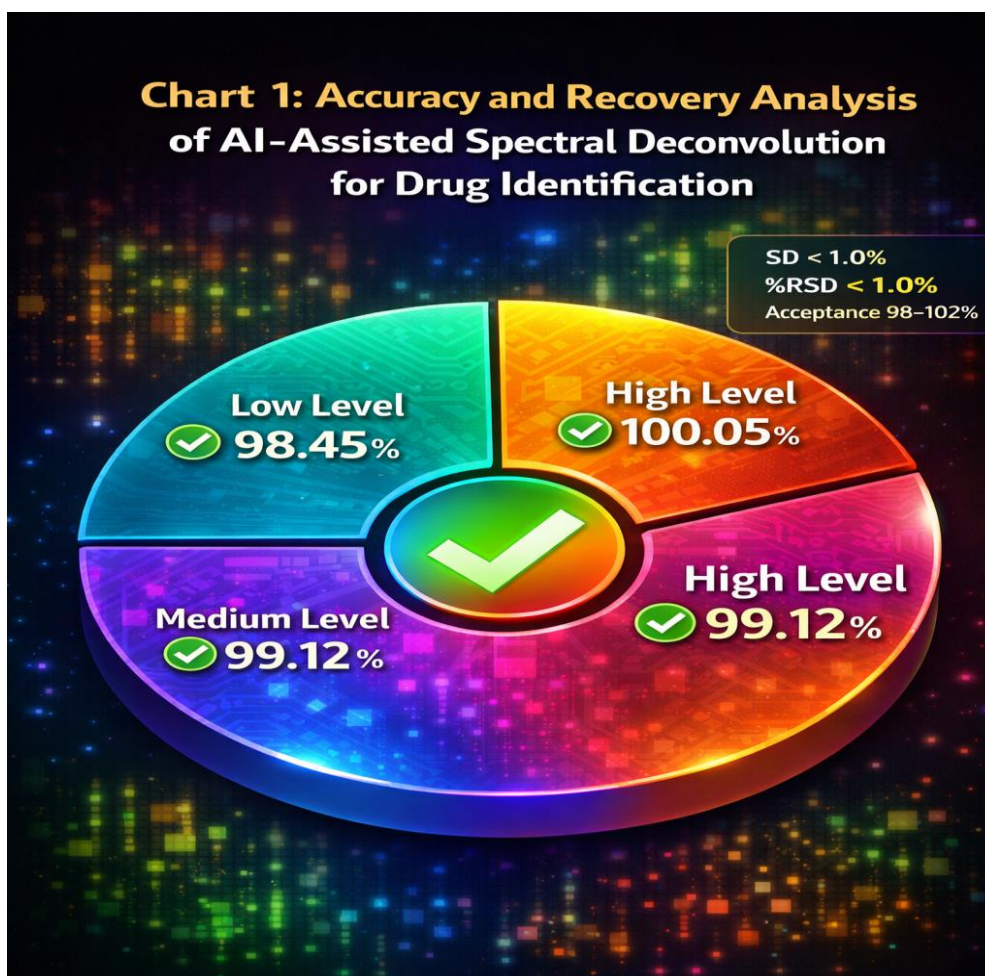 Chart 1: Accuracy and Recovery Analysis
of AI-Assisted Spectral Deconvolution
for Drug Identification
SD < 1.0%
%RSD < 1.0%
Acceptance 98–102%
Low Level
98.45%
High Level
100.05%
Medium Level
99.12%
High Level
99.12%